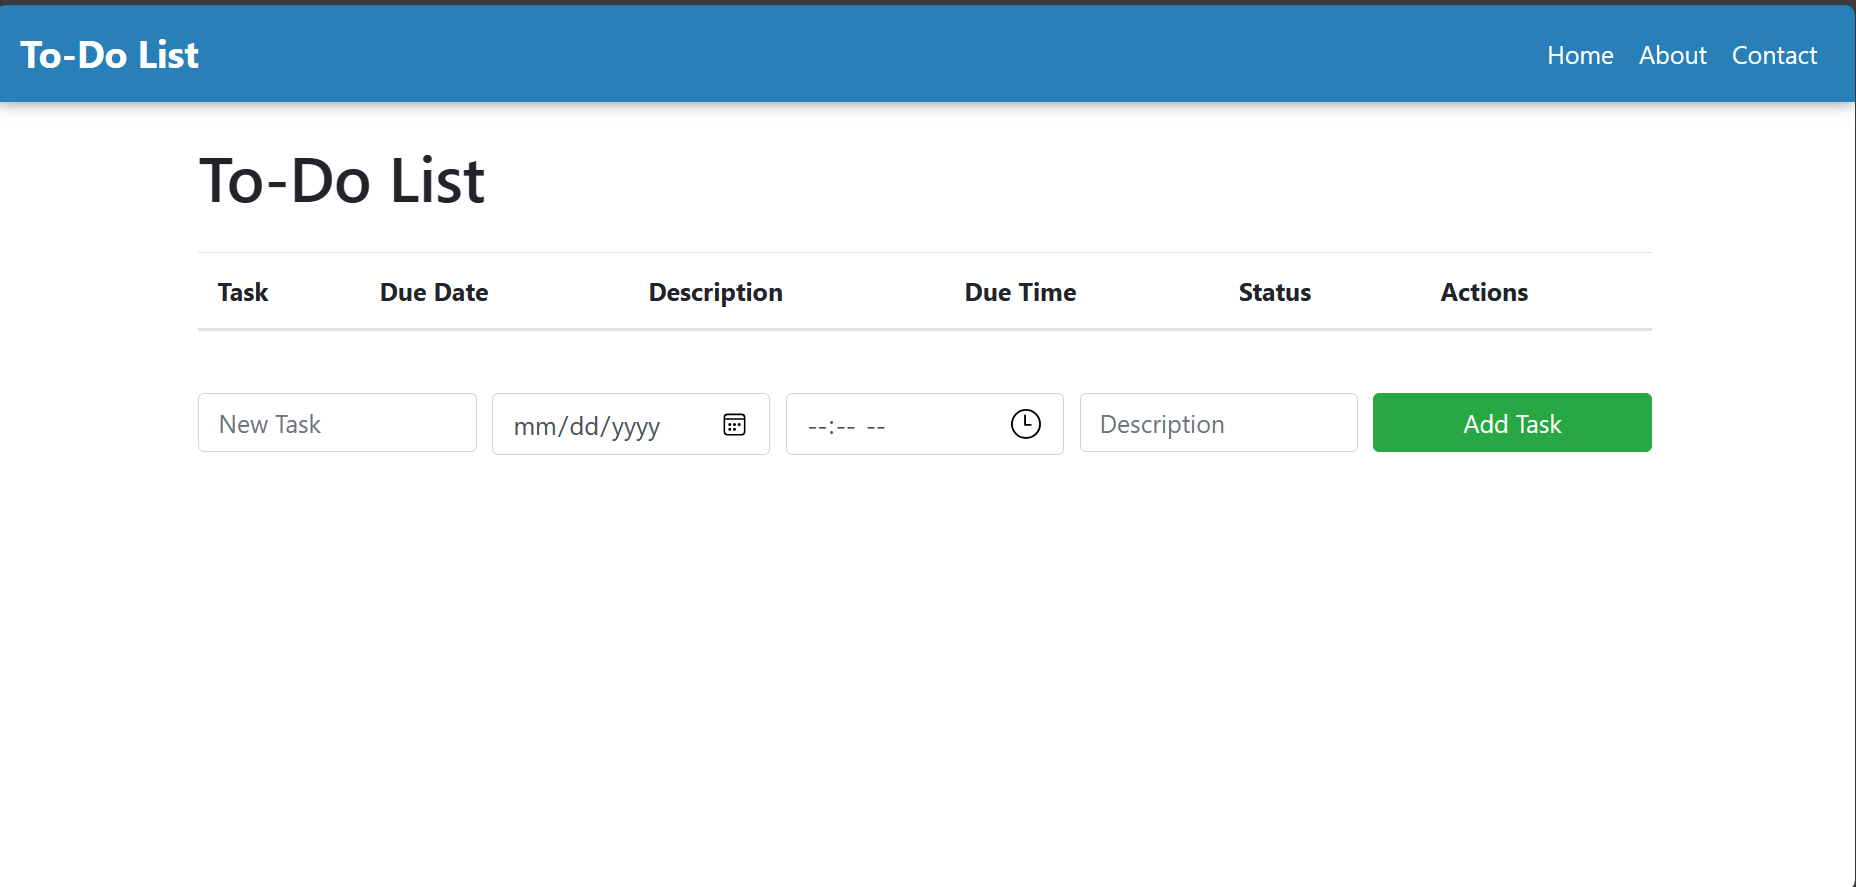 To-Do List Home About Contact
To-Do List
Task Due Date Description Due Time Status Actions
New Task mm/dd/yyyy --:-- -- Description Add Task